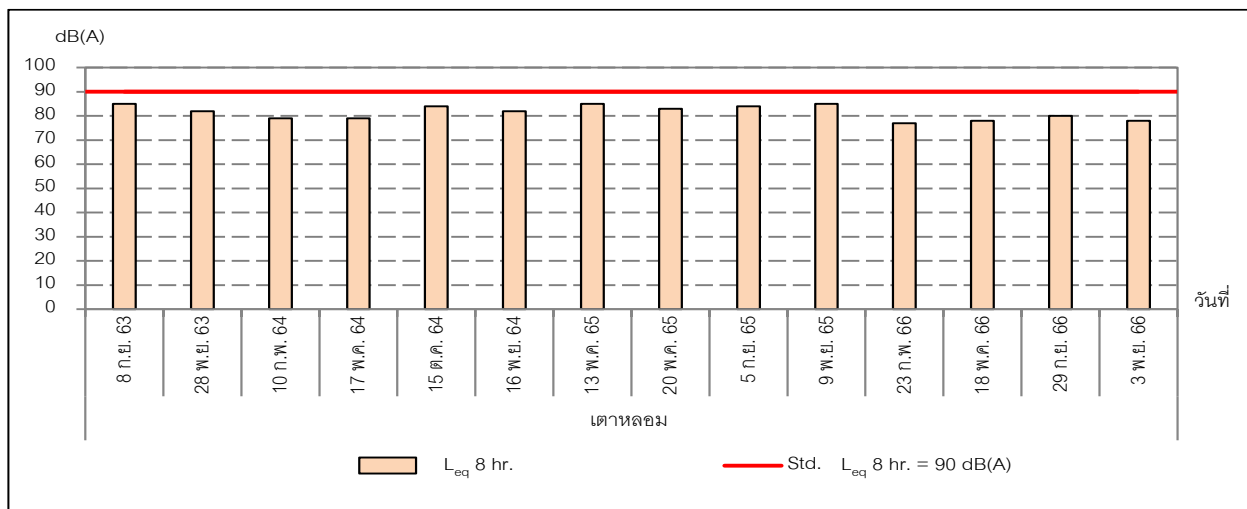 dB(A)
100
90
80
70
60
50
40
30
20
10
0
วันที่
8 ก.ย. 63
28 พ.ย. 63
10 ก.พ. 64
17 พ.ค. 64
15 ต.ค. 64
16 พ.ย. 64
13 พ.ค. 65
20 พ.ค. 65
5 ก.ย. 65
9 พ.ย. 65
23 ก.พ. 66
18 พ.ค. 66
29 ก.ย. 66
3 พ.ย. 66
เตาหลอม
Leq 8 hr.
Std. Leq 8 hr. = 90 dB(A)